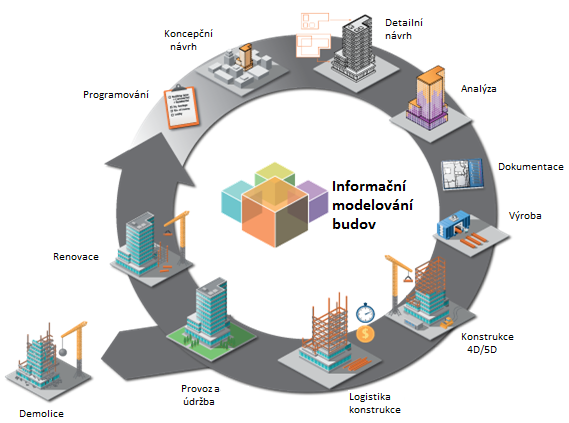 Koncepční
návrh
Detailní
návrh
Programování
Analýza
Dokumentace
Informační
modelování
budov
Výroba
Renovace
Konstrukce
4D/5D
Provoz a
údržba
Logistika
konstrukce
Demolice